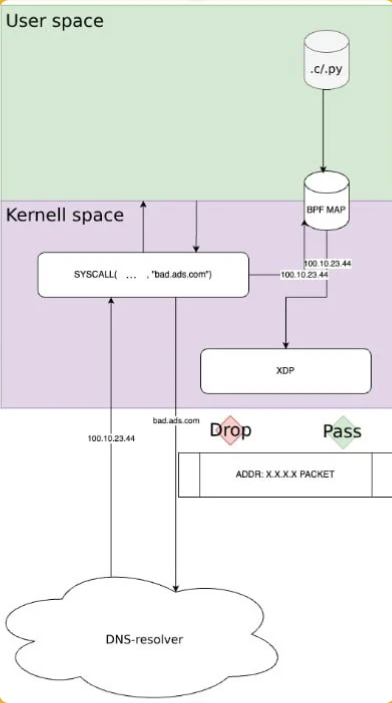 User space
.c/.py
BPF MAP
Kernell space
SYSCALL( ... , "bad.ads.com")
100.10.23.44
100.10.23.44
XDP
bad.ads.com
Drop
Pass
100.10.23.44
ADDR: X.X.X.X PACKET
DNS-resolver